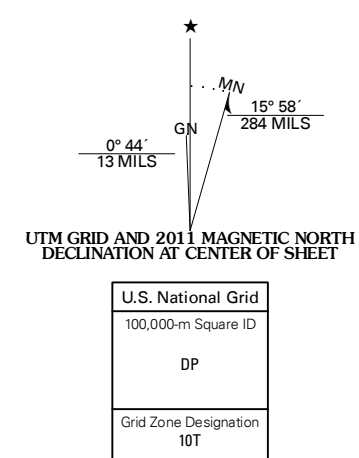 ★
MN
15° 58´
284 MILS
GN
0° 44´
13 MILS
UTM GRID AND 2011 MAGNETIC NORTH
DECLINATION AT CENTER OF SHEET
U.S. National Grid
100,000-m Square ID
DP
Grid Zone Designation
10T